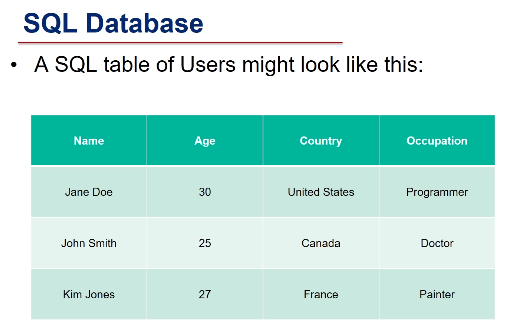 SQL Database
• A SQL table of Users might look like this:
Name Age Country Occupation
Jane Doe 30 United States Programmer
John Smith 25 Canada Doctor
Kim Jones 27 France Painter